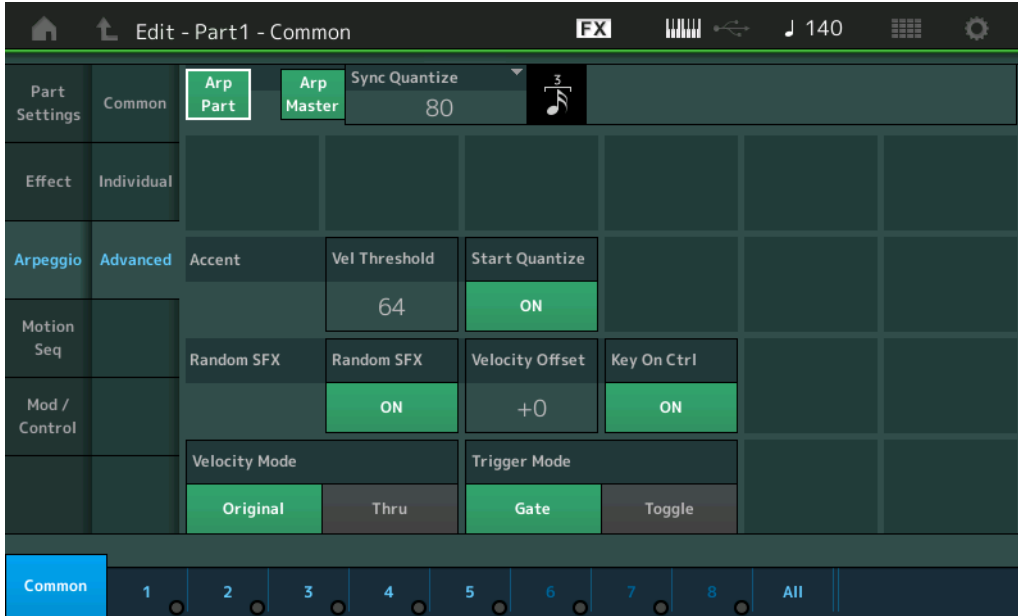 Edit - Part1 - Common
FX
♩ 140
Part
Settings
Common
Arp
Part
Arp
Master
Sync Quantize
80
3
Effect
Individual
Arpeggio
Advanced
Accent
Vel Threshold
Start Quantize
64
ON
Motion
Seq
Random SFX
Random SFX
Velocity Offset
Key On Ctrl
ON
+0
ON
Mod /
Control
Velocity Mode
Trigger Mode
Original
Thru
Gate
Toggle
Common
1
2
3
4
5
6
7
8
All